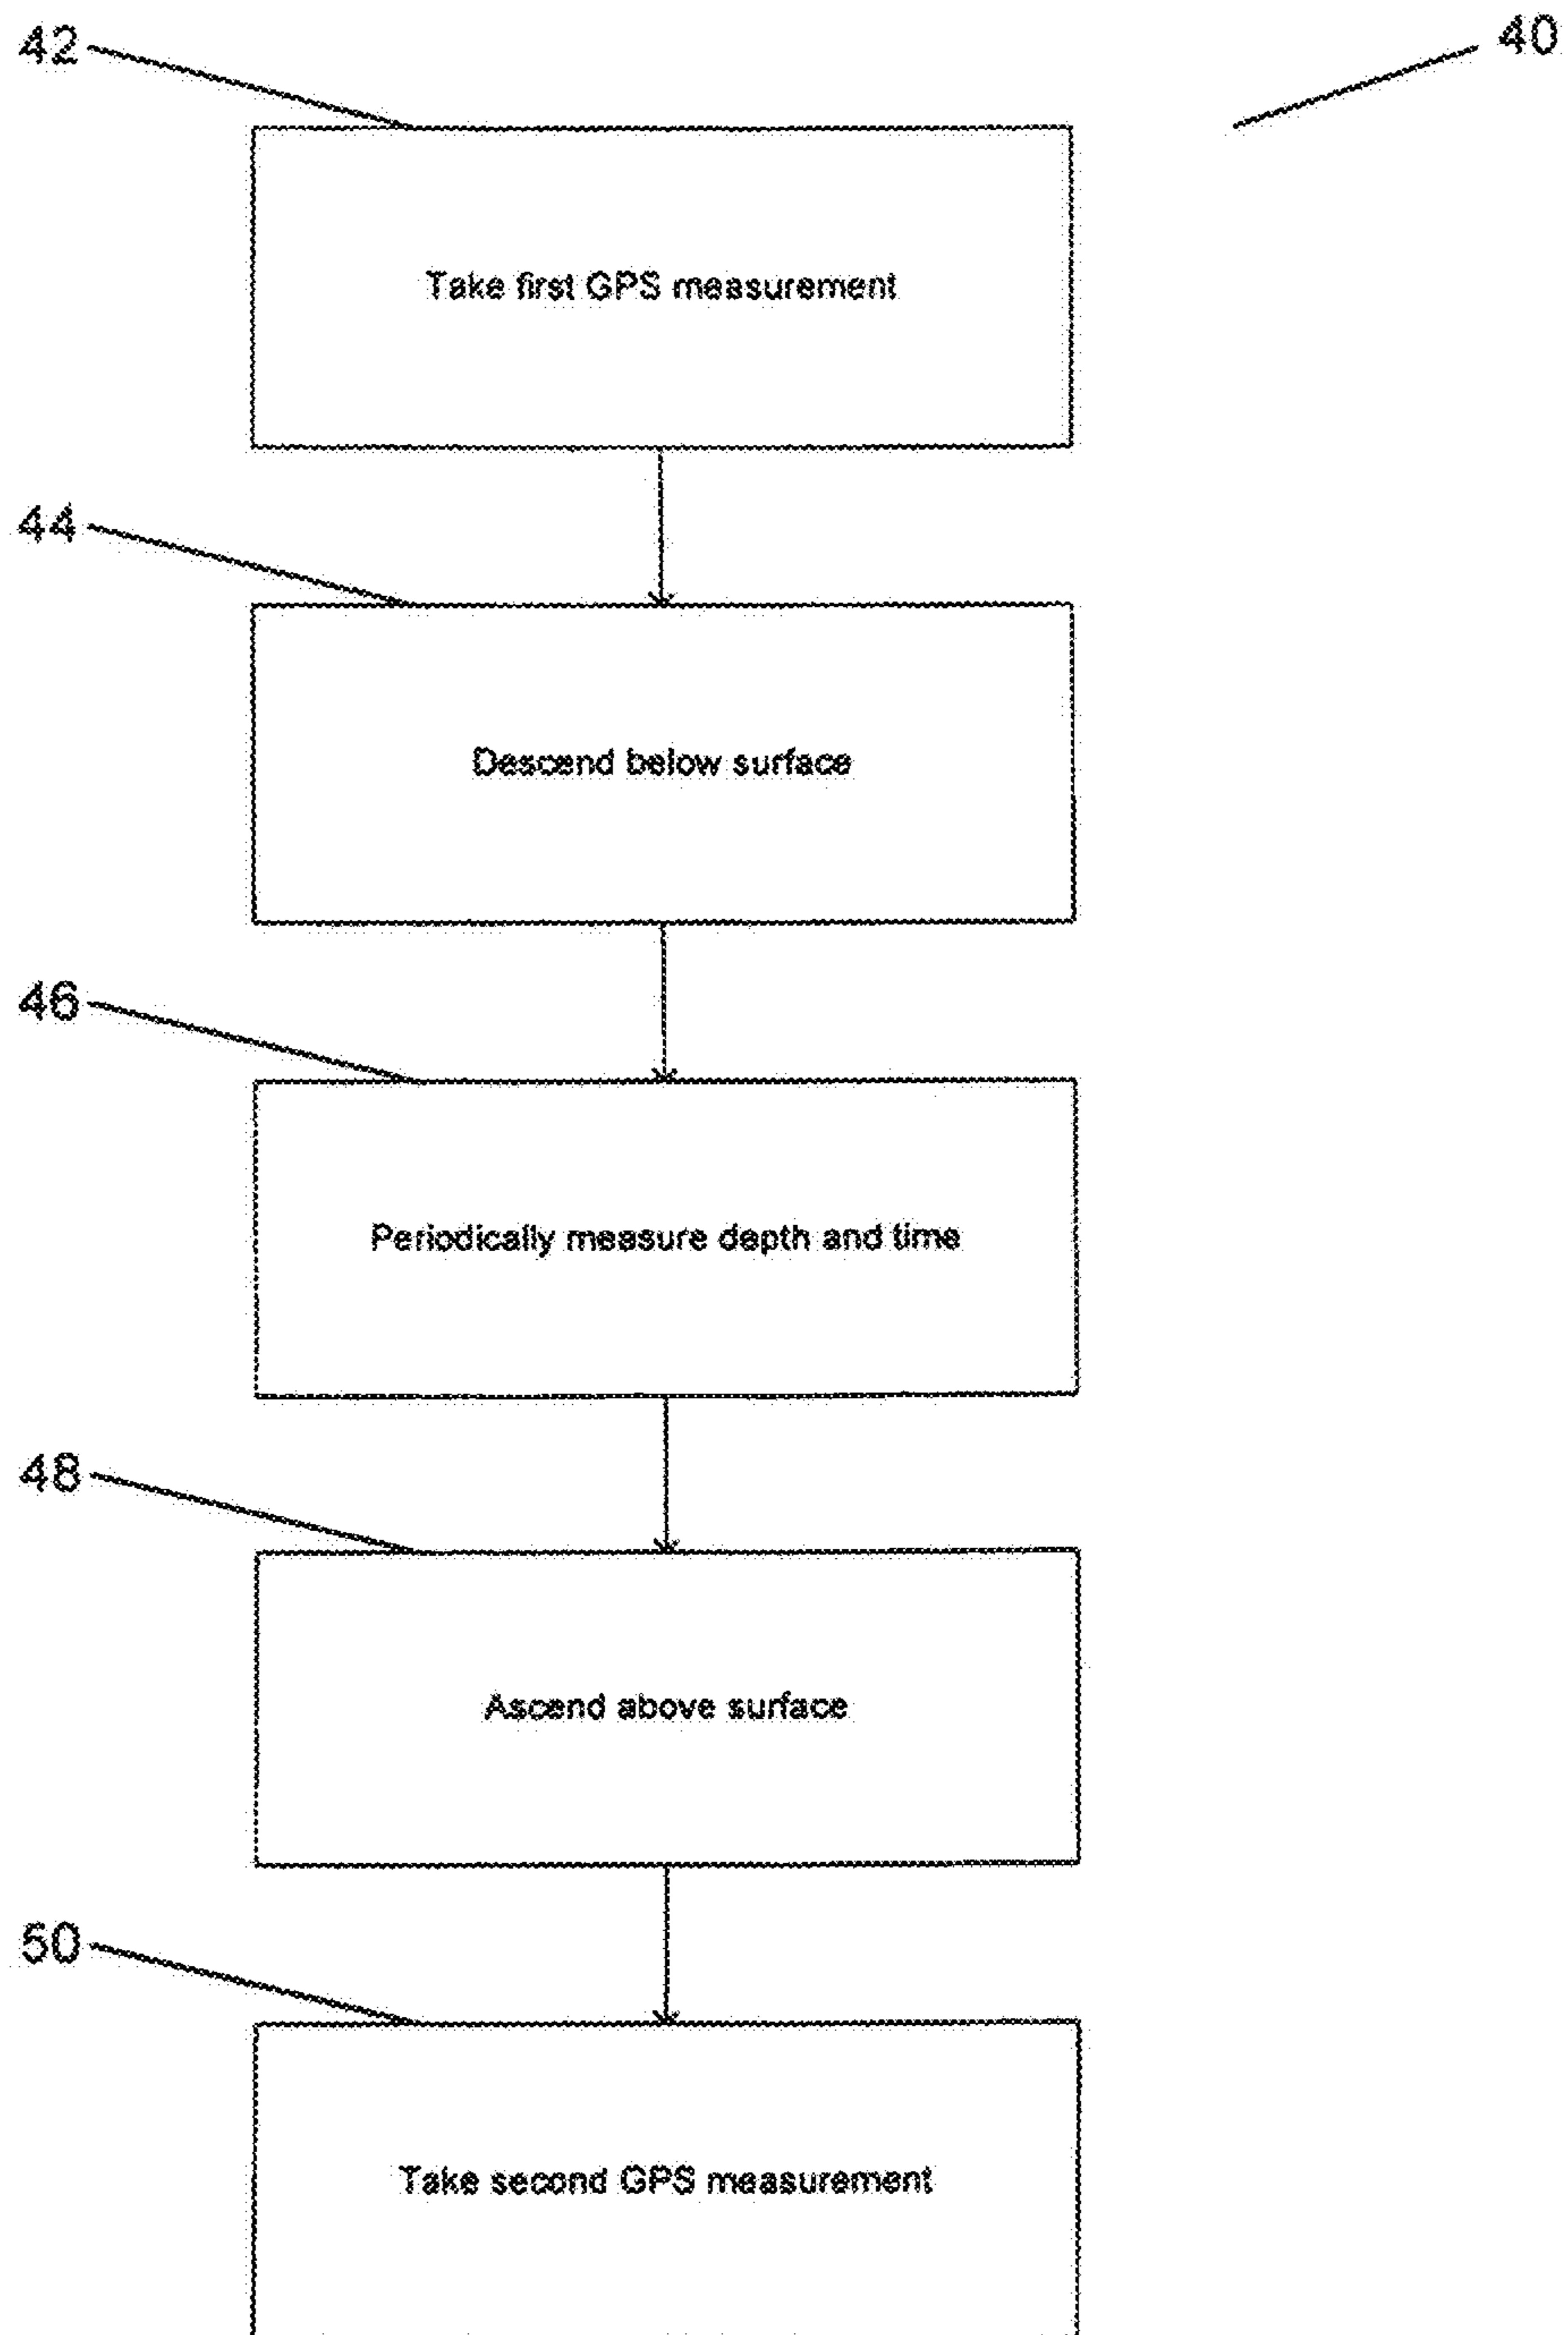 42
40
Take first GPS measurement
44
Descend below surface
46
Periodically measure depth and time
48
Ascend above surface
50
Take second GPS measurement